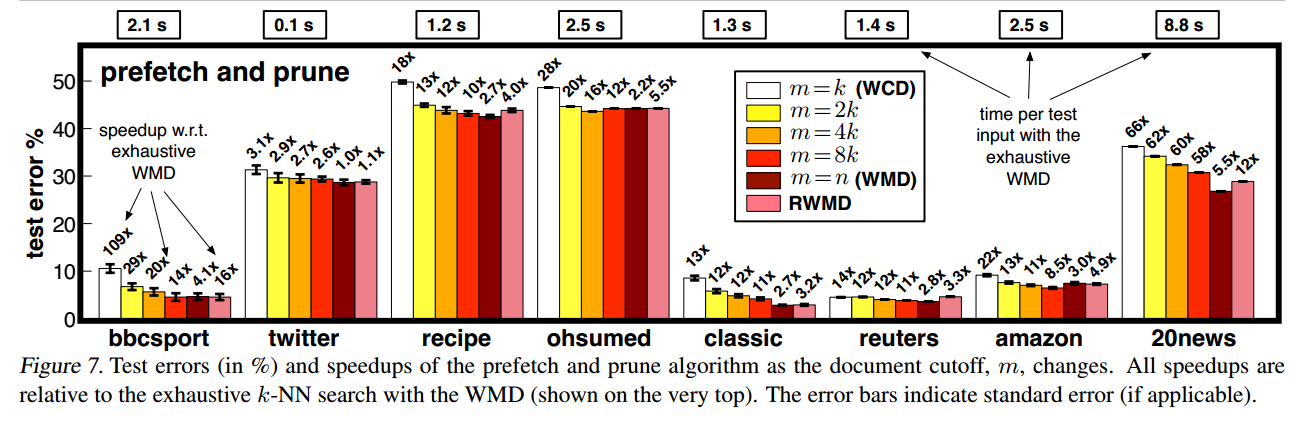 2.1 s 0.1 s 1.2 s 2.5 s 1.3 s 1.4 s 2.5 s 8.8 s
prefetch and prune
test error %
50
40
30
20
10
0
speedup w.r.t.
exhaustive
WMD
m = k (WCD)
m = 2k
m = 4k
m = 8k
m = n (WMD)
RWMD
time per test
input with the
exhaustive
WMD
109x 29x 20x 14x 4.1x 16x
3.1x 2.9x 2.7x 2.6x 1.0x 1.1x
18x 13x 12x 10x 2.7x 4.0x
28x 20x 16x 12x 2.2x 5.5x
13x 12x 12x 11x 2.7x 3.2x
14x 12x 12x 11x 2.8x 3.3x
22x 13x 11x 8.5x 3.0x 4.9x
66x 62x 60x 58x 5.5x 12x
bbcsport twitter recipe ohsumed classic reuters amazon 20news
Figure 7. Test errors (in %) and speedups of the prefetch and prune algorithm as the document cutoff, m, changes. All speedups are
relative to the exhaustive k-NN search with the WMD (shown on the very top). The error bars indicate standard error (if applicable).